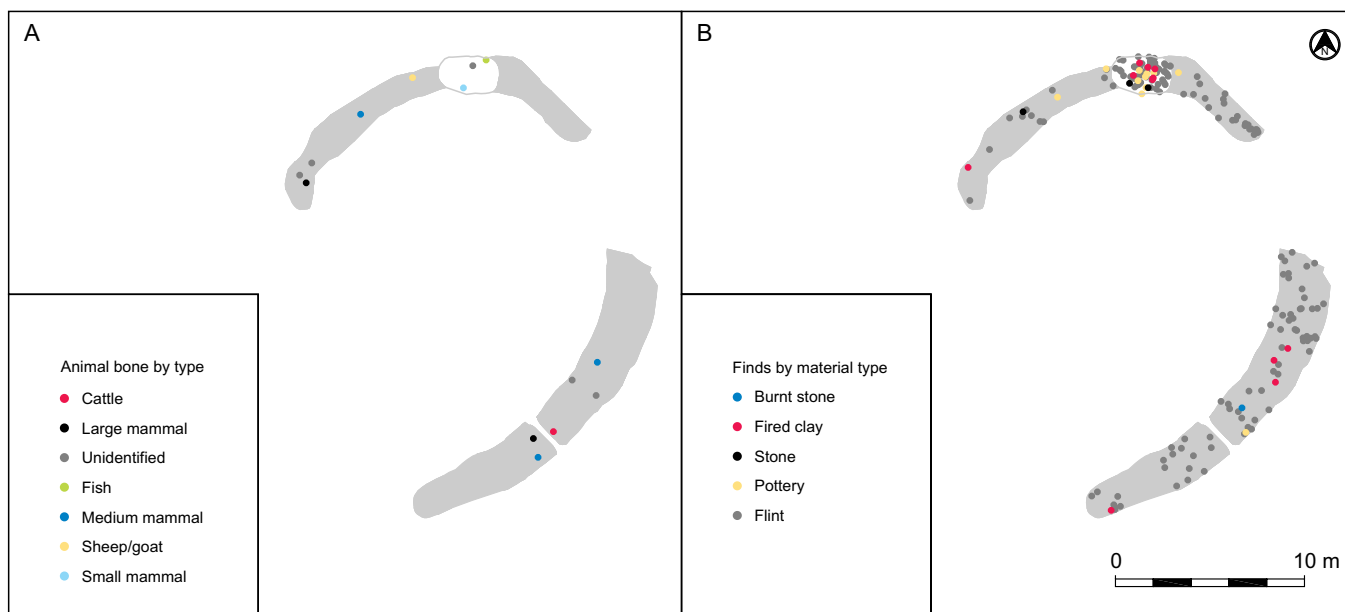 A
Animal bone by type
Cattle
Large mammal
Unidentified
Fish
Medium mammal
Sheep/goat
Small mammal
B
N
Finds by material type
Burnt stone
Fired clay
Stone
Pottery
Flint
0 10 m